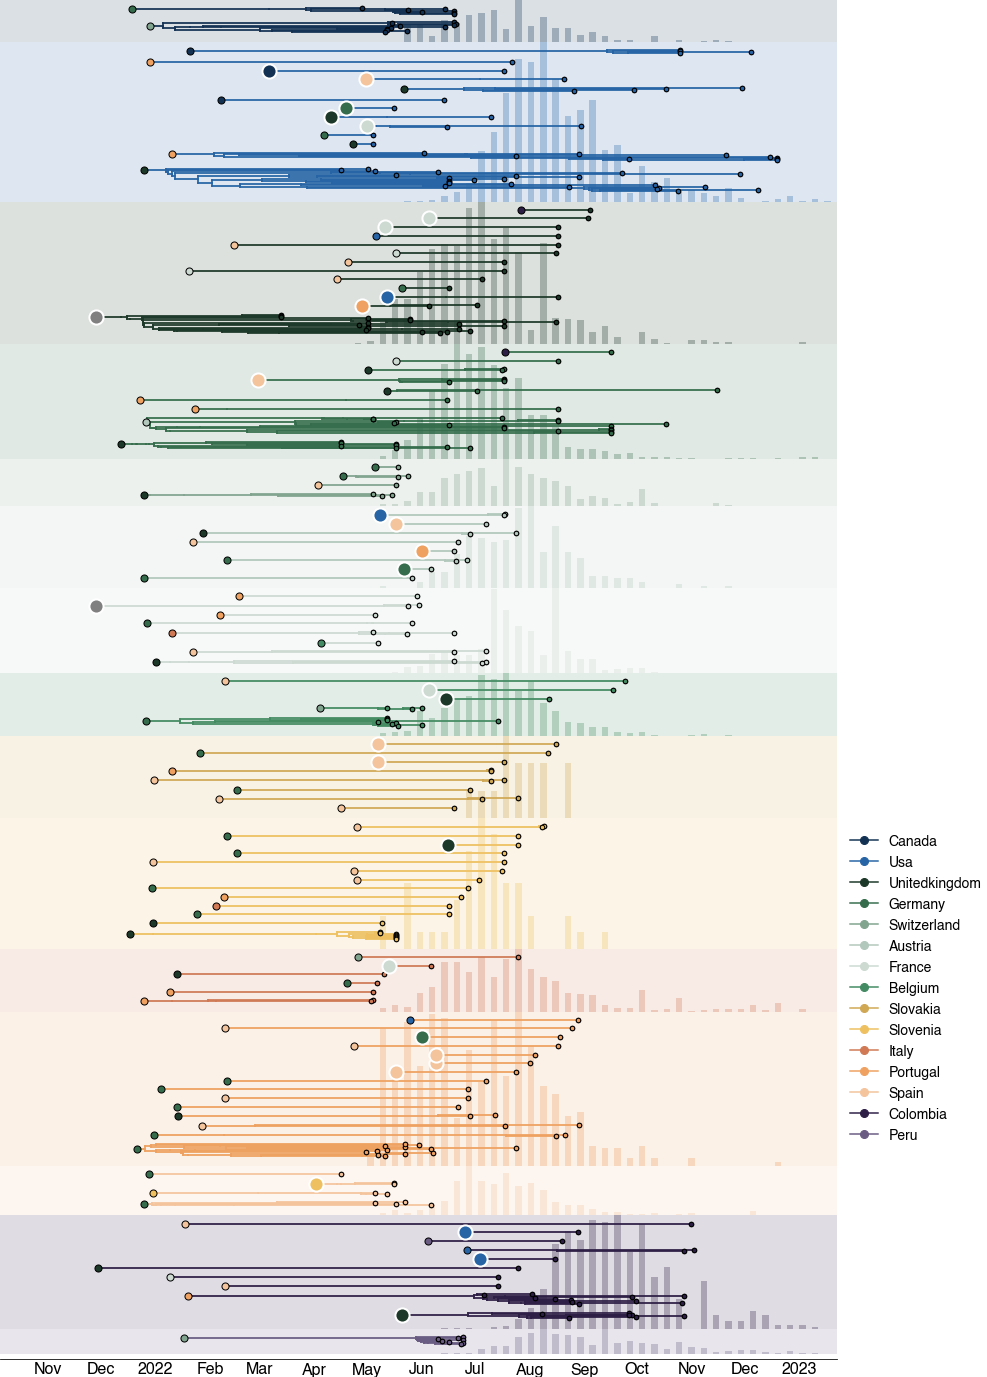 Canada
Usa
Unitedkingdom
Germany
Switzerland
Austria
France
Belgium
Slovakia
Slovenia
Italy
Portugal
Spain
Colombia
Peru
Nov Dec 2022 Feb Mar Apr May Jun Jul Aug Sep Oct Nov Dec 2023